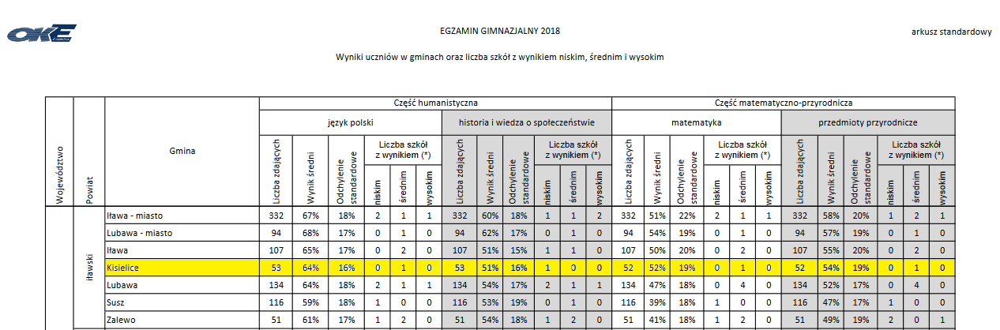 OKE
Łomża
EGZAMIN GIMNAZJALNY 2018
arkusz standardowy
Wyniki uczniów w gminach oraz liczba szkół z wynikiem niskim, średnim i wysokim
Województwo
Powiat
Gmina
Część humanistyczna
Część matematyczno-przyrodnicza
język polski
historia i wiedza o społeczeństwie
matematyka
przedmioty przyrodnicze
Liczba zdających Wynik średni Odchylenie standardowe Liczba szkół z wynikiem (*) niskim średnim wysokim
Liczba zdających Wynik średni Odchylenie standardowe Liczba szkół z wynikiem (*) niskim średnim wysokim
Liczba zdających Wynik średni Odchylenie standardowe Liczba szkół z wynikiem (*) niskim średnim wysokim
Liczba zdających Wynik średni Odchylenie standardowe Liczba szkół z wynikiem (*) niskim średnim wysokim
iławski
Iława - miasto 332 67% 18% 2 1 1 332 60% 18% 1 1 2 332 51% 22% 2 1 1 332 58% 20% 1 2 1
Lubawa - miasto 94 68% 17% 0 1 0 94 62% 17% 0 1 0 94 54% 19% 0 1 0 94 57% 19% 0 1 0
Iława 107 65% 17% 0 2 0 107 51% 15% 1 1 0 107 50% 20% 0 2 0 107 55% 20% 0 2 0
Kisielice 53 64% 16% 0 1 0 53 51% 16% 1 0 0 52 52% 19% 0 1 0 52 54% 19% 0 1 0
Lubawa 134 64% 18% 2 1 1 134 54% 17% 2 1 1 134 47% 18% 0 4 0 134 52% 17% 0 4 0
Susz 116 59% 18% 1 0 0 116 53% 19% 0 1 0 116 39% 18% 1 0 0 116 47% 17% 1 0 0
Zalewo 51 61% 17% 1 2 0 51 54% 18% 1 2 0 51 41% 18% 1 2 0 51 49% 19% 2 0 1